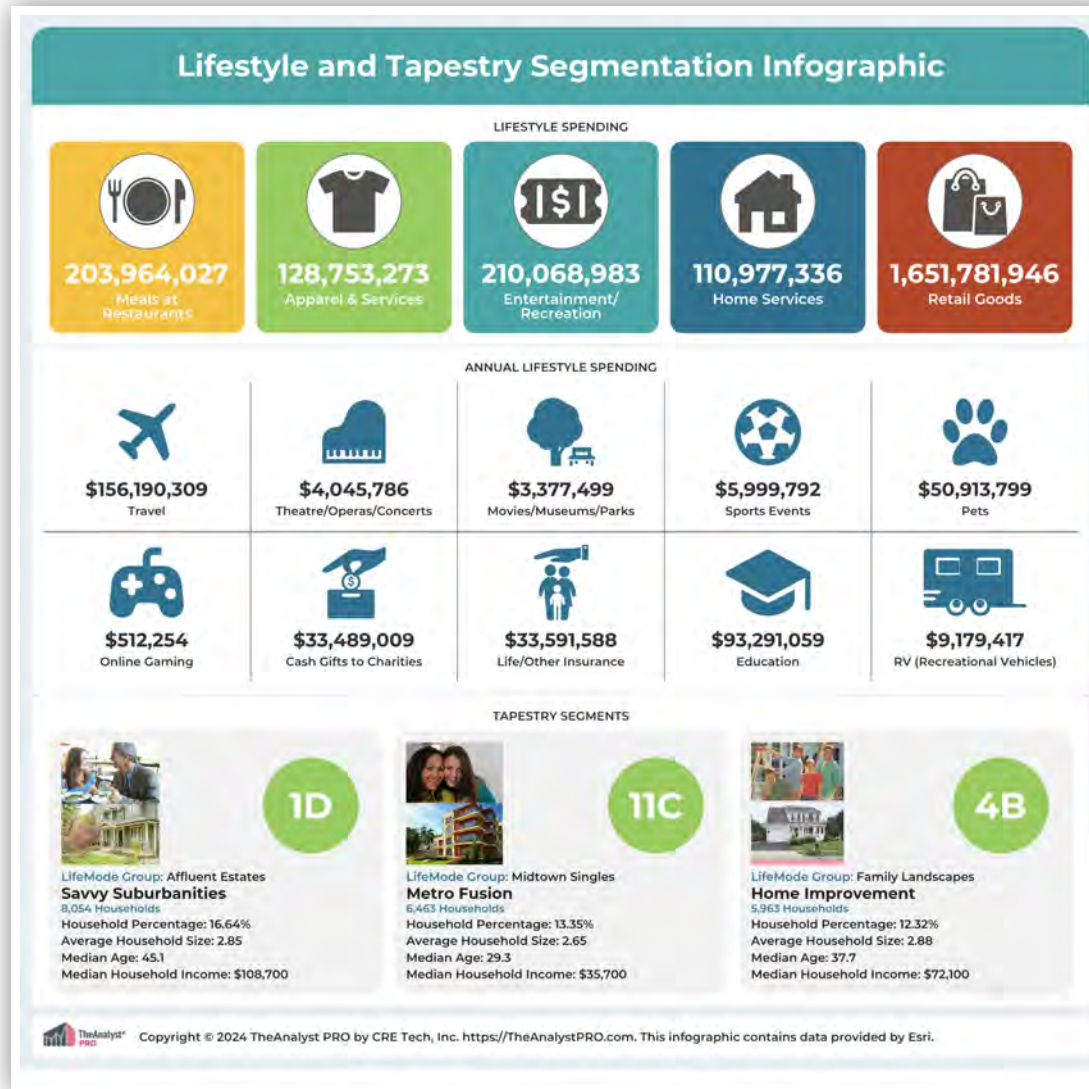 Lifestyle and Tapestry Segmentation Infographic
LIFESTYLE SPENDING
203,964,027
Meals at
Restaurants
128,753,273
Apparel & Services
$
210,068,983
Entertainment/
Recreation
110,977,336
Home Services
1,651,781,946
Retail Goods
ANNUAL LIFESTYLE SPENDING
$156,190,309
Travel
$4,045,786
Theatre/Operas/Concerts
$3,377,499
Movies/Museums/Parks
$5,999,792
Sports Events
$50,913,799
Pets
$512,254
Online Gaming
$
$33,489,009
Cash Gifts to Charities
$33,591,588
Life/Other Insurance
$93,291,059
Education
$9,179,417
RV (Recreational Vehicles)
TAPESTRY SEGMENTS
1D
LifeMode Group: Affluent Estates
Savvy Suburbanities
8,054 Households
Household Percentage: 16.64%
Average Household Size: 2.85
Median Age: 45.1
Median Household Income: $108,700
11C
LifeMode Group: Midtown Singles
Metro Fusion
6,463 Households
Household Percentage: 13.35%
Average Household Size: 2.65
Median Age: 29.3
Median Household Income: $35,700
4B
LifeMode Group: Family Landscapes
Home Improvement
5,963 Households
Household Percentage: 12.32%
Average Household Size: 2.88
Median Age: 37.7
Median Household Income: $72,100
TheAnalyst®
PRO
Copyright © 2024 TheAnalyst PRO by CRE Tech, Inc. https://TheAnalystPRO.com. This infographic contains data provided by Esri.